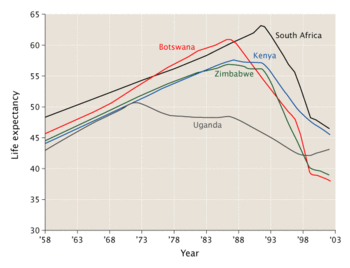 65
60
55
50
45
40
35
30
Life expectancy
South Africa
Botswana
Kenya
Zimbabwe
Uganda
'58 '63 '68 '73 '78 '83 '88 '93 '98 '03
Year